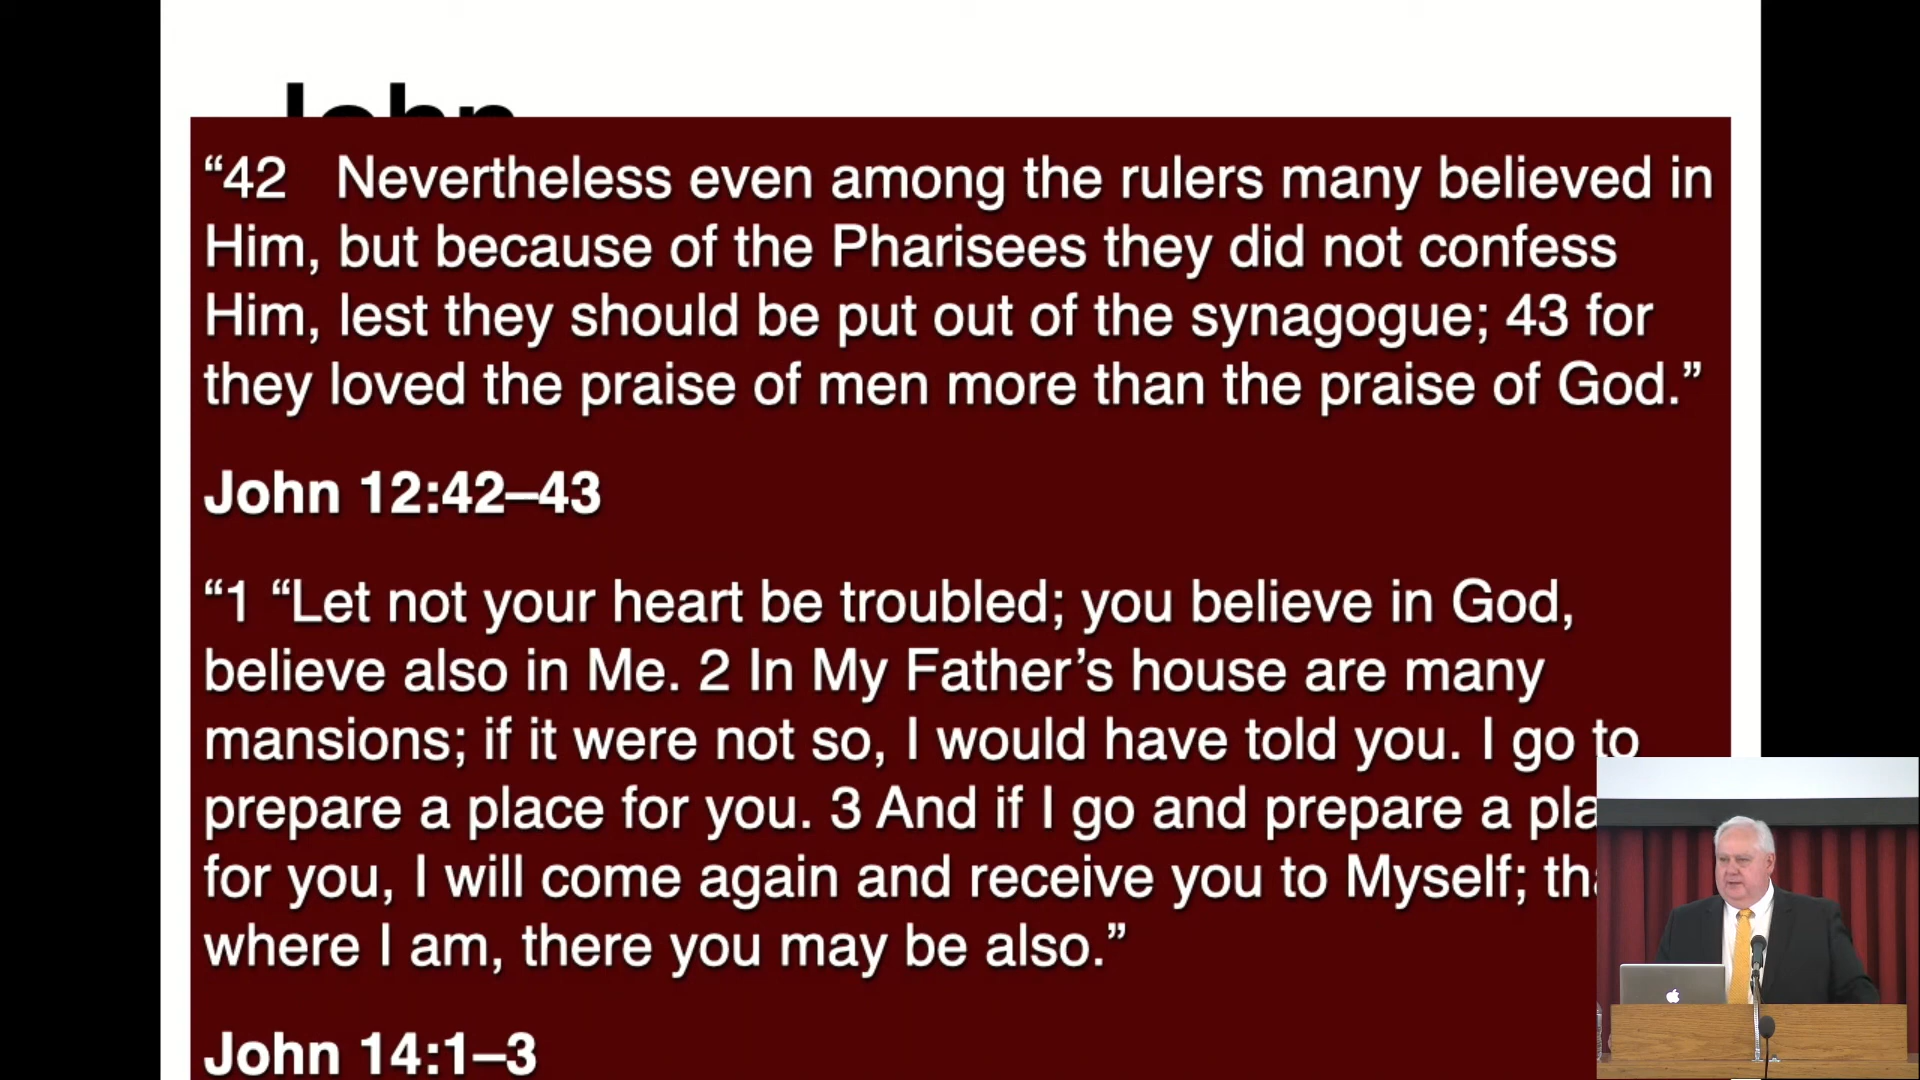 John
“42 Nevertheless even among the rulers many believed in
Him, but because of the Pharisees they did not confess
Him, lest they should be put out of the synagogue; 43 for
they loved the praise of men more than the praise of God.”
John 12:42–43
“1 “Let not your heart be troubled; you believe in God,
believe also in Me. 2 In My Father’s house are many
mansions; if it were not so, I would have told you. I go to
prepare a place for you. 3 And if I go and prepare a
for you, I will come again and receive you to Myself;
where I am, there you may be also.”
John 14:1–3